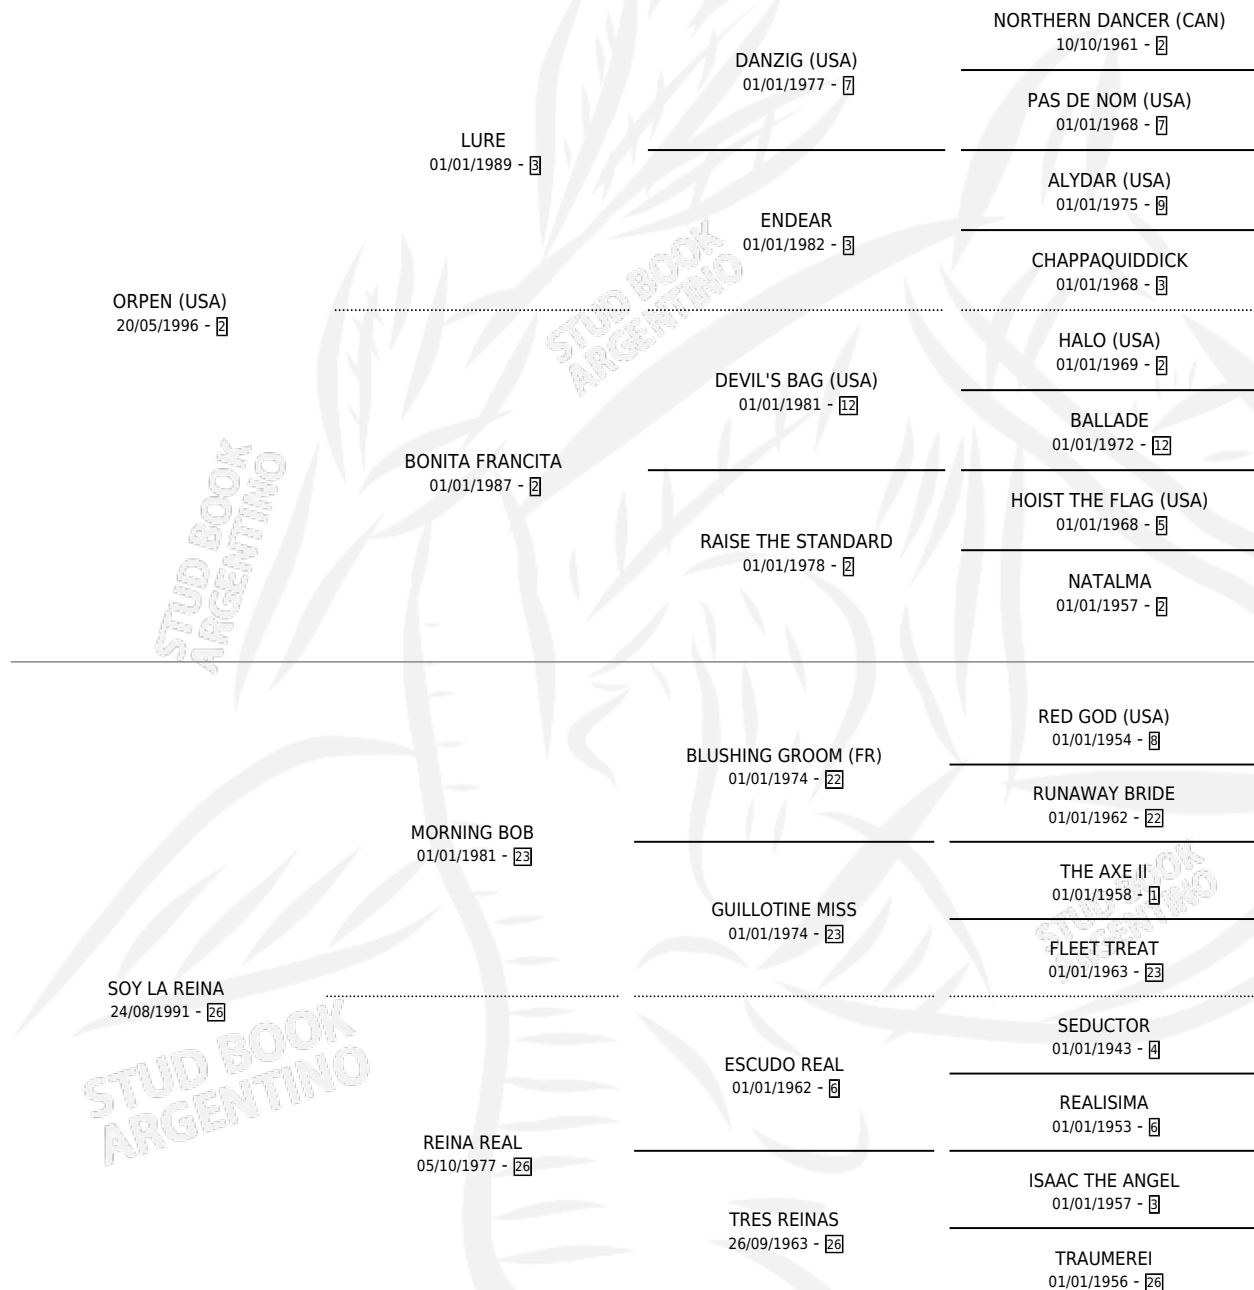 NORTHERN DANCER (CAN)
10/10/1961 - 2
DANZIG (USA)
01/01/1977 - 7
PAS DE NOM (USA)
01/01/1968 - 7
LURE
01/01/1989 - 3
ALYDAR (USA)
01/01/1975 - 9
ENDEAR
01/01/1982 - 3
CHAPPAQUIDDICK
01/01/1968 - 3
ORPEN (USA)
20/05/1996 - 2
HALO (USA)
01/01/1969 - 2
DEVIL'S BAG (USA)
01/01/1981 - 12
BALLADE
01/01/1972 - 12
BONITA FRANCITA
01/01/1987 - 2
HOIST THE FLAG (USA)
01/01/1968 - 5
RAISE THE STANDARD
01/01/1978 - 2
NATALMA
01/01/1957 - 2
RED GOD (USA)
01/01/1954 - 8
BLUSHING GROOM (FR)
01/01/1974 - 22
RUNAWAY BRIDE
01/01/1962 - 22
MORNING BOB
01/01/1981 - 23
THE AXE II
01/01/1958 - 1
GUILLOTINE MISS
01/01/1974 - 23
FLEET TREAT
01/01/1963 - 23
SOY LA REINA
24/08/1991 - 26
SEDUCTOR
01/01/1943 - 4
ESCUDO REAL
01/01/1962 - 6
REALISIMA
01/01/1953 - 6
REINA REAL
05/10/1977 - 26
ISAAC THE ANGEL
01/01/1957 - 3
TRES REINAS
26/09/1963 - 26
TRAUMEREI
01/01/1956 - 26
STUD BOOK
ARGENTINO
STUD BOOK
ARGENTINO
STUD BOOK
ARGENTINO
STUD BOOK
ARGENTINO